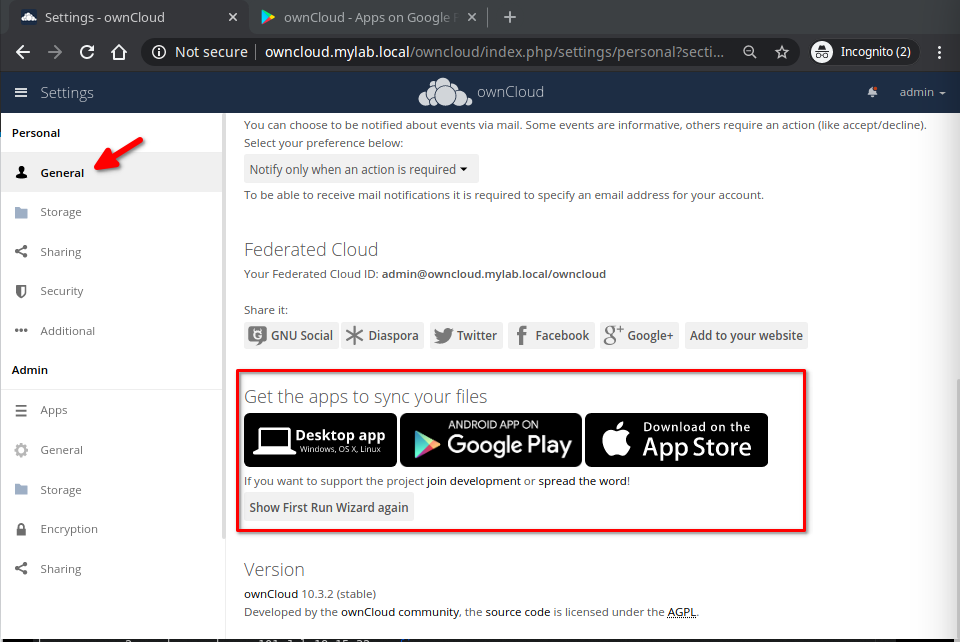 Settings - ownCloud
ownCloud - Apps on Google P
Not secure
owncloud.mylab.local/owncloud/index.php/settings/personal?secti...
Incognito (2)
Settings
ownCloud
admin
Personal
General
Storage
Sharing
Security
Additional
Admin
Apps
General
Storage
Encryption
Sharing
You can choose to be notified about events via mail. Some events are informative, others require an action (like accept/decline).
Select your preference below:
Notify only when an action is required
To be able to receive mail notifications it is required to specify an email address for your account.
Federated Cloud
Your Federated Cloud ID: admin@owncloud.mylab.local/owncloud
Share it:
GNU Social
Diaspora
Twitter
Facebook
Google+
Add to your website
Get the apps to sync your files
Desktop app
Windows, OS X, Linux
ANDROID APP ON
Google Play
Download on the
App Store
If you want to support the project join development or spread the word!
Show First Run Wizard again
Version
ownCloud 10.3.2 (stable)
Developed by the ownCloud community, the source code is licensed under the AGPL.